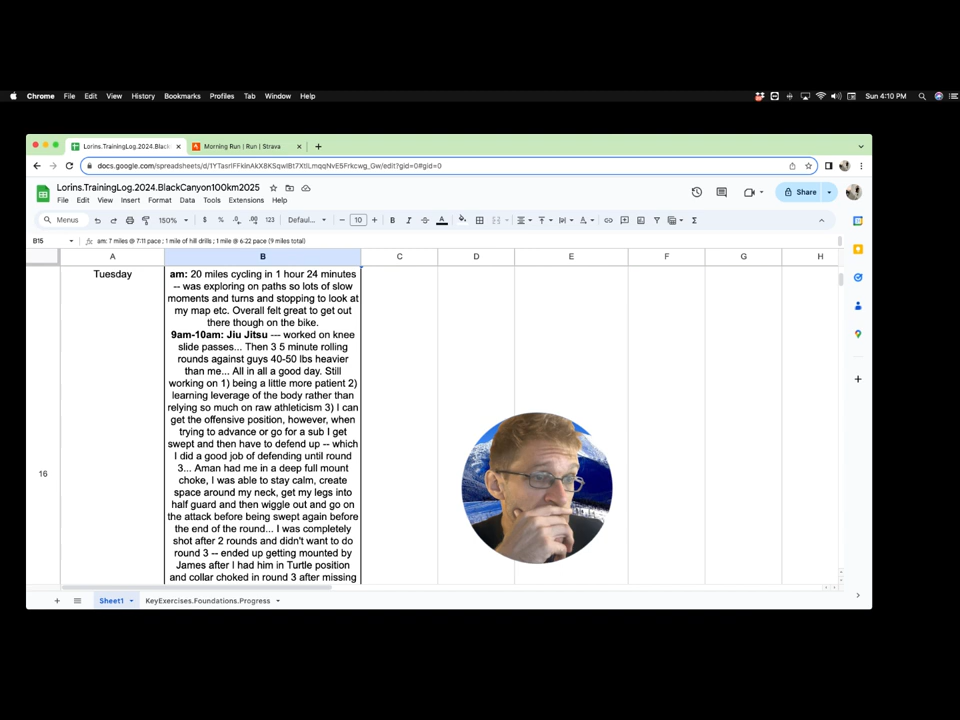 Chrome File Edit View History Bookmarks Profiles Tab Window Help Sun 4:10 PM
Lorins.TrainingLog.2024.Black Morning Run | Run | Strava
Lorins.TrainingLog.2024.BlackCanyon100km2025
File Edit View Insert Format Data Tools Extensions Help
Share
Menus 150% Defaul... 10
B15 am: 7 miles @ 7:11 pace ; 1 mile of hill drills ; 1 mile @ 6:22 pace (9 miles total)
A B C D E F G H
Tuesday
am: 20 miles cycling in 1 hour 24 minutes
-- was exploring on paths so lots of slow
moments and turns and stopping to look at
my map etc. Overall felt great to get out
there though on the bike.
9am-10am: Jiu Jitsu --- worked on knee
slide passes... Then 3 5 minute rolling
rounds against guys 40-50 lbs heavier
than me... All in all a good day. Still
working on 1) being a little more patient 2)
learning leverage of the body rather than
relying so much on raw athleticism 3) I can
get the offensive position, however, when
trying to advance or go for a sub I get
swept and then have to defend up -- which
I did a good job of defending until round
3... Aman had me in a deep full mount
choke, I was able to stay calm, create
space around my neck, get my legs into
half guard and then wiggle out and go on
the attack before being swept again before
the end of the round... I was completely
shot after 2 rounds and didn't want to do
round 3 -- ended up getting mounted by
James after I had him in Turtle position
and collar choked in round 3 after missing
16
Sheet1 KeyExercises.Foundations.Progress